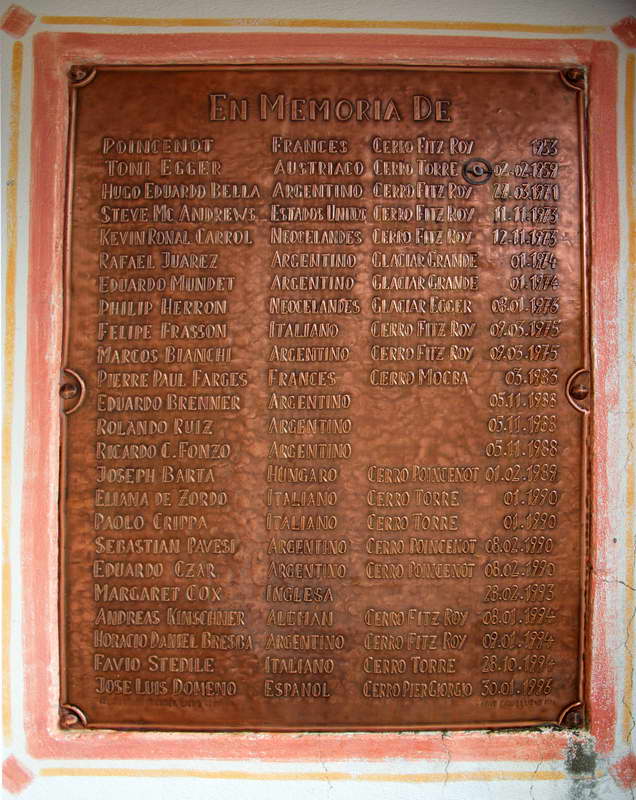 En Memoria De
Poincenot Frances Cerro Fitz Roy 1953
Toni Egger Austriaco Cerro Torre 02.02.1959
Hugo Eduardo Bella Argentino Cerro Fitz Roy 22.03.1971
Steve Mc. Andrews Estados Unidos Cerro Fitz Roy 11.11.1973
Kevin Ronal Carrol Neocelandes Cerro Fitz Roy 12.11.1973
Rafael Juarez Argentino Glaciar Grande 01.1974
Eduardo Mundet Argentino Glaciar Grande 01.1974
Philip Herron Neocelandes Glaciar Egger 03.01.1975
Felipe Frasson Italiano Cerro Fitz Roy 09.03.1975
Marcos Bianchi Argentino Cerro Fitz Roy 09.03.1975
Pierre Paul Farges Frances Cerro Mocba 03.1983
Eduardo Brenner Argentino 05.11.1988
Rolando Ruiz Argentino 05.11.1988
Ricardo C. Fonzo Argentino 05.11.1988
Joseph Barta Hungaro Cerro Poincenot 01.02.1989
Eliana de Zordo Italiano Cerro Torre 01.1990
Paolo Crippa Italiano Cerro Torre 01.1990
Sebastian Pavesi Argentino Cerro Poincenot 08.02.1990
Eduardo Czar Argentino Cerro Poincenot 08.02.1990
Margaret Cox Inglesa 28.02.1993
Andreas Kinschner Aleman Cerro Fitz Roy 08.01.1994
Horacio Daniel Bresba Argentino Cerro Fitz Roy 09.01.1994
Favio Stedile Italiano Cerro Torre 28.10.1994
Jose Luis Domeno Español Cerro Pier Giorgio 30.01.1996